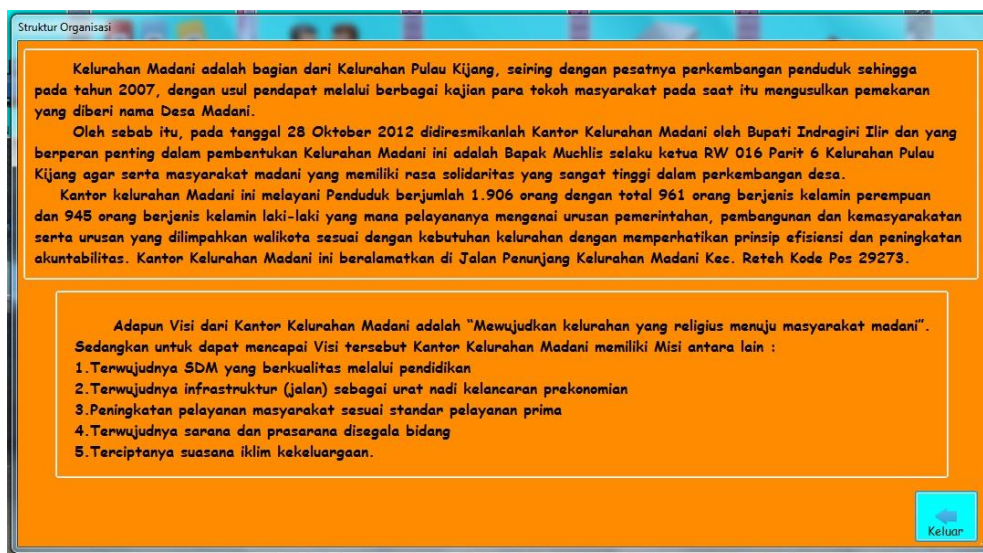 Struktur Organisasi
Kelurahan Madani adalah bagian dari Kelurahan Pulau Kijang, seiring dengan pesatnya perkembangan penduduk sehingga
pada tahun 2007, dengan usul pendapat melalui berbagai kajian para tokoh masyarakat pada saat itu mengusulkan pemekaran
yang diberi nama Desa Madani.
Oleh sebab itu, pada tanggal 28 Oktober 2012 didiresmikanlah Kantor Kelurahan Madani oleh Bupati Indragiri Ilir dan yang
berperan penting dalam pembentukan Kelurahan Madani ini adalah Bapak Muchlis selaku ketua RW 016 Parit 6 Kelurahan Pulau
Kijang agar serta masyarakat madani yang memiliki rasa solidaritas yang sangat tinggi dalam perkembangan desa.
Kantor kelurahan Madani ini melayani Penduduk berjumlah 1.906 orang dengan total 961 orang berjenis kelamin perempuan
dan 945 orang berjenis kelamin laki-laki yang mana pelayananya mengenai urusan pemerintahan, pembangunan dan kemasyarakatan
serta urusan yang dilimpahkan walikota sesuai dengan kebutuhan kelurahan dengan memperhatikan prinsip efisiensi dan peningkatan
akuntabilitas. Kantor Kelurahan Madani ini beralamatkan di Jalan Penunjang Kelurahan Madani Kec. Reteh Kode Pos 29273.
Adapun Visi dari Kantor Kelurahan Madani adalah “Mewujudkan kelurahan yang religius menuju masyarakat madani”.
Sedangkan untuk dapat mencapai Visi tersebut Kantor Kelurahan Madani memiliki Misi antara lain :
1.Terwujudnya SDM yang berkualitas melalui pendidikan
2.Terwujudnya infrastruktur (jalan) sebagai urat nadi kelancaran prekonomian
3.Peningkatan pelayanan masyarakat sesuai standar pelayanan prima
4.Terwujudnya sarana dan prasarana disegala bidang
5.Terciptanya suasana iklim kekeluargaan.
Keluar